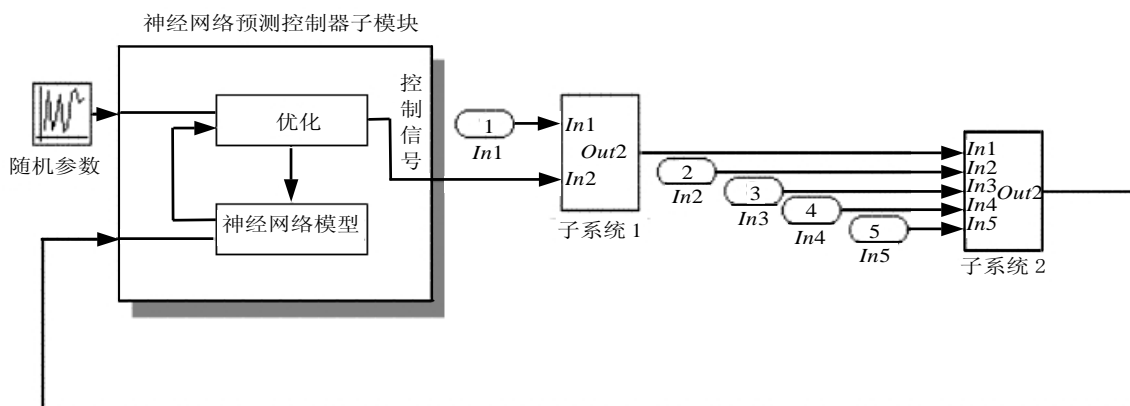 神经网络预测控制器子模块
随机参数
优化
神经网络模型
控制信号
1
In1
In1
In2
Out2
子系统 1
2
In2
3
In3
4
In4
5
In5
In1
In2
In3
In4
In5
Out2
子系统 2